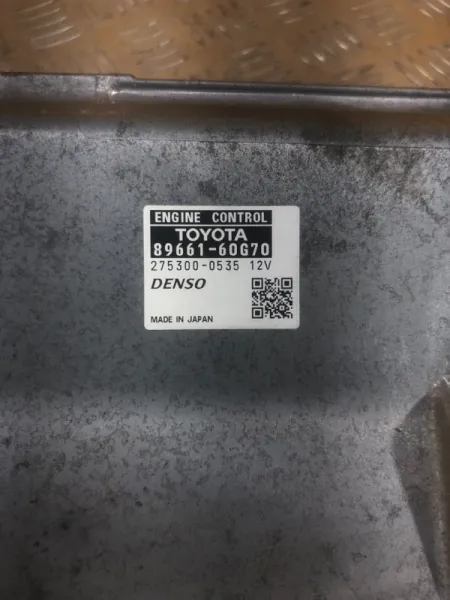 ENGINE CONTROL
TOYOTA
89661-60G70
275300-0535 12V
DENSO
MADE IN JAPAN